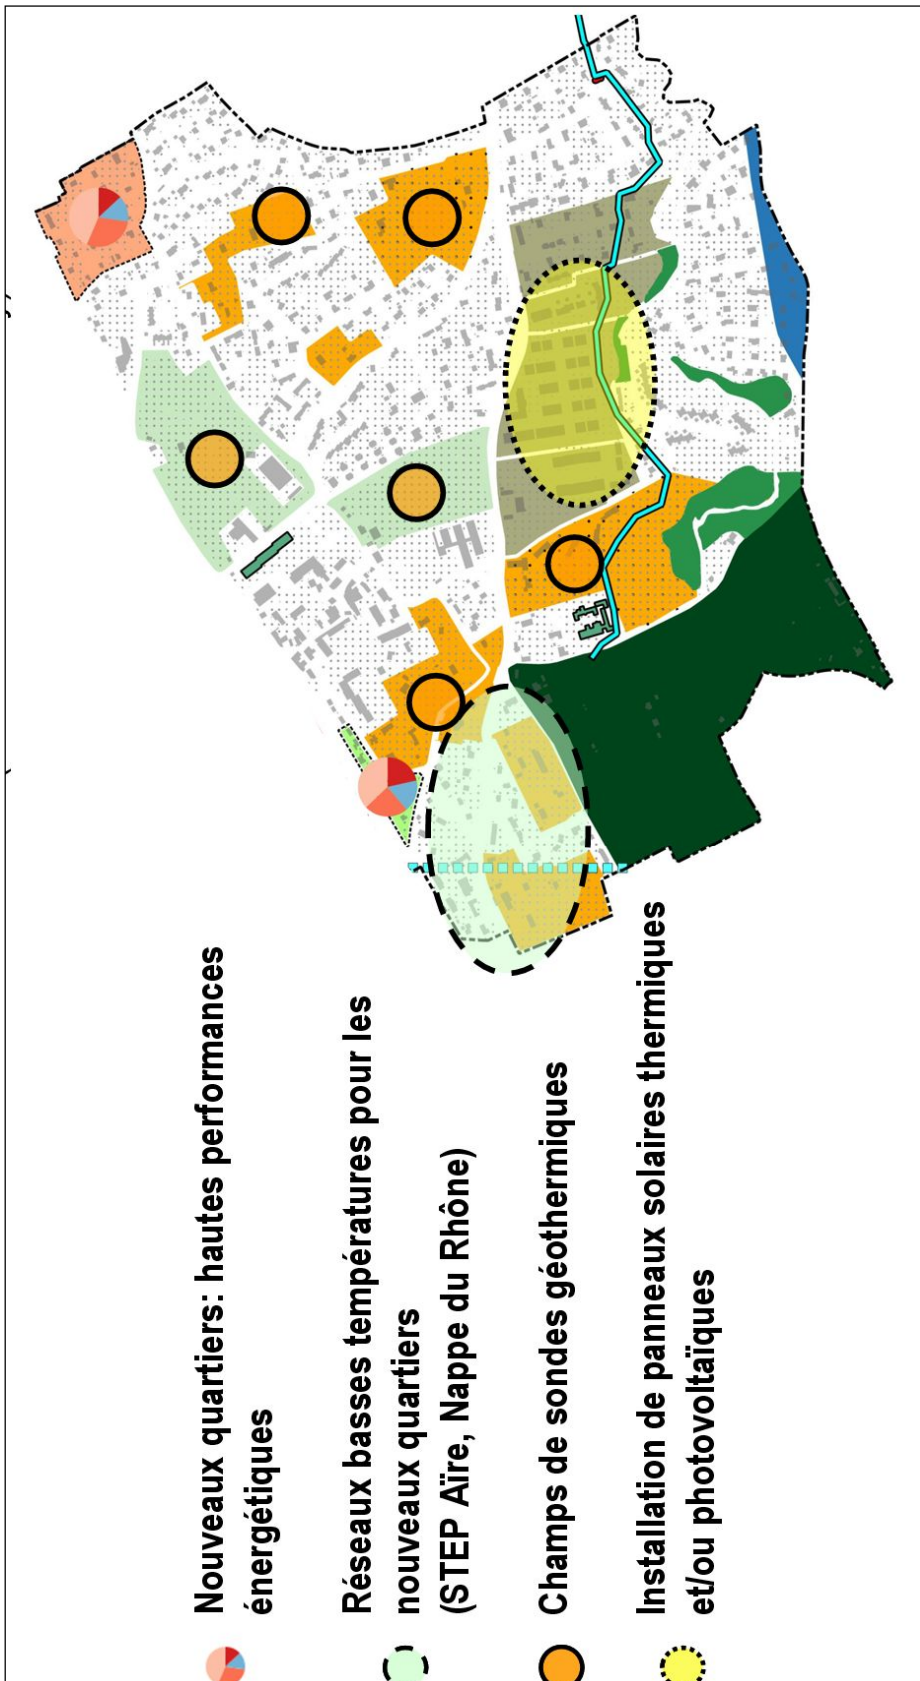 Nouveaux quartiers: hautes performances
énergétiques
Réseaux basses températures pour les
nouveaux quartiers
(STEP Aïre, Nappe du Rhône)
Champs de sondes géothermiques
Installation de panneaux solaires thermiques
et/ou photovoltaïques